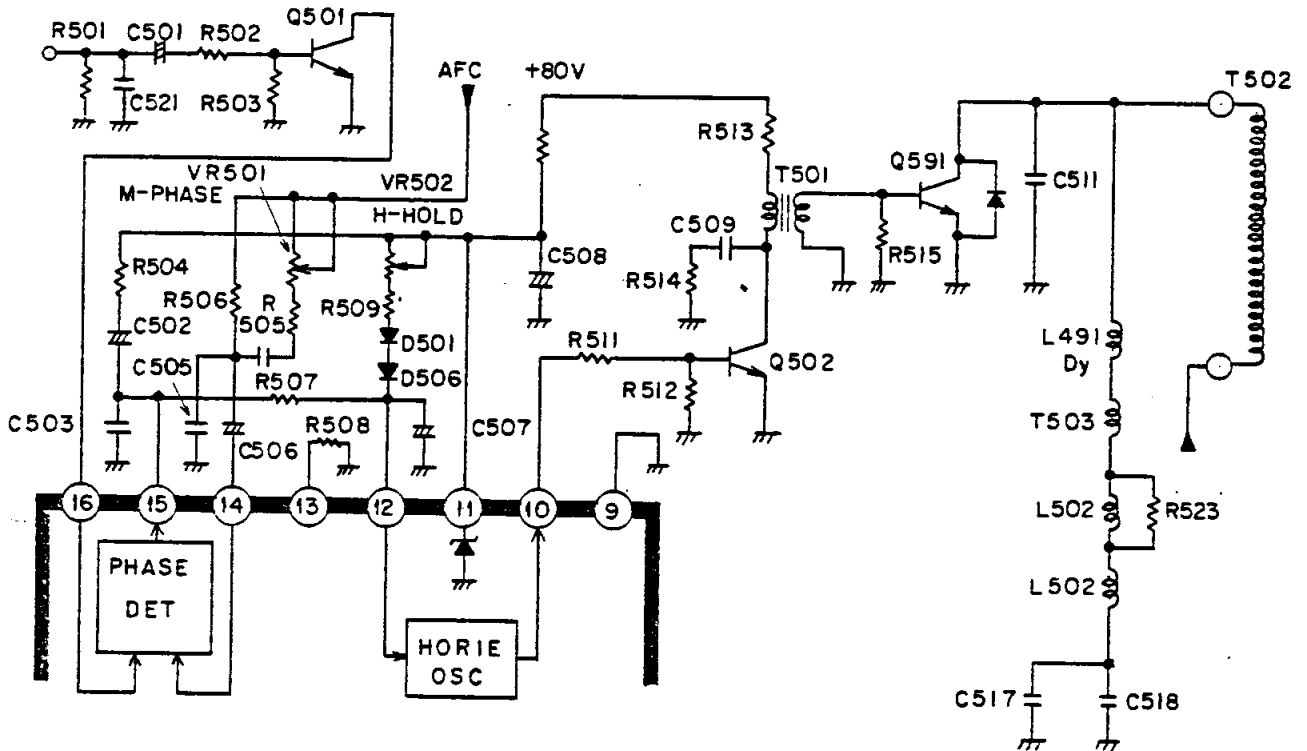 R501 C501 R502 Q501
C521 R503
AFC +80V
T502
R513
VR501
M-PHASE
VR502
H-HOLD
T501
Q591
C511
C509
R504
R506
R
505
R509
C508
R514
R515
C502
D501
R511
Q502
L491
Dy
C505
R507
D506
R512
T503
C503
C506
R508
C507
16 15 14 13 12 11 10 9
L502
R523
PHASE
DET
L502
HORIE
OSC
C517
C518